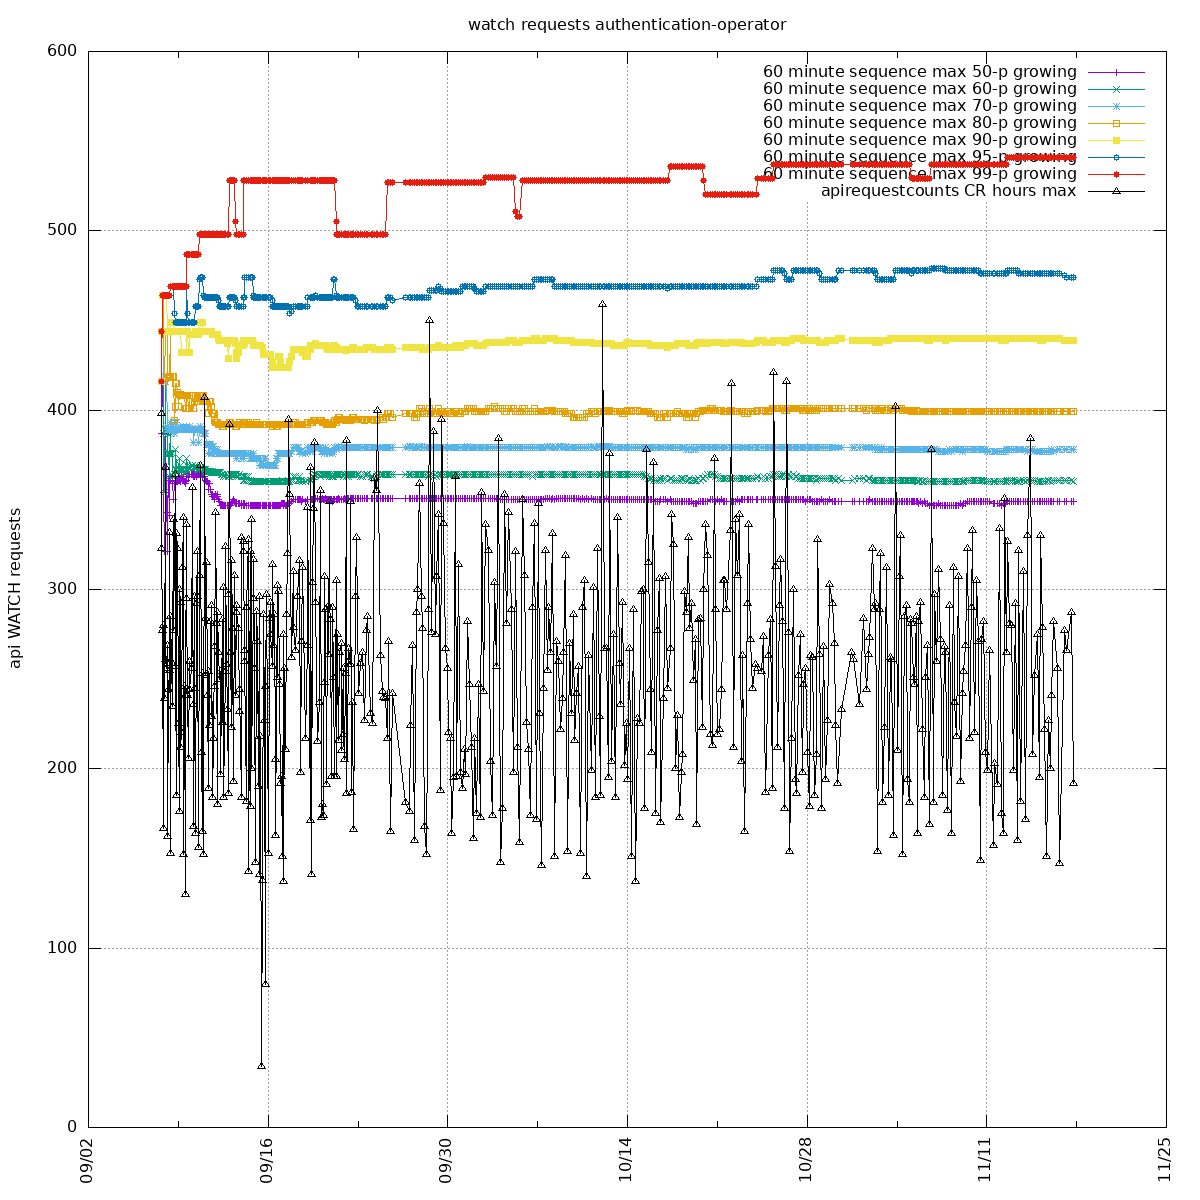 watch requests authentication-operator
600
500
400
300
200
100
0
api WATCH requests
60 minute sequence max 50-p growing
60 minute sequence max 60-p growing
60 minute sequence max 70-p growing
60 minute sequence max 80-p growing
60 minute sequence max 90-p growing
60 minute sequence max 95-p growing
60 minute sequence max 99-p growing
apirequestcounts CR hours max
09/02
09/16
09/30
10/14
10/28
11/11
11/25